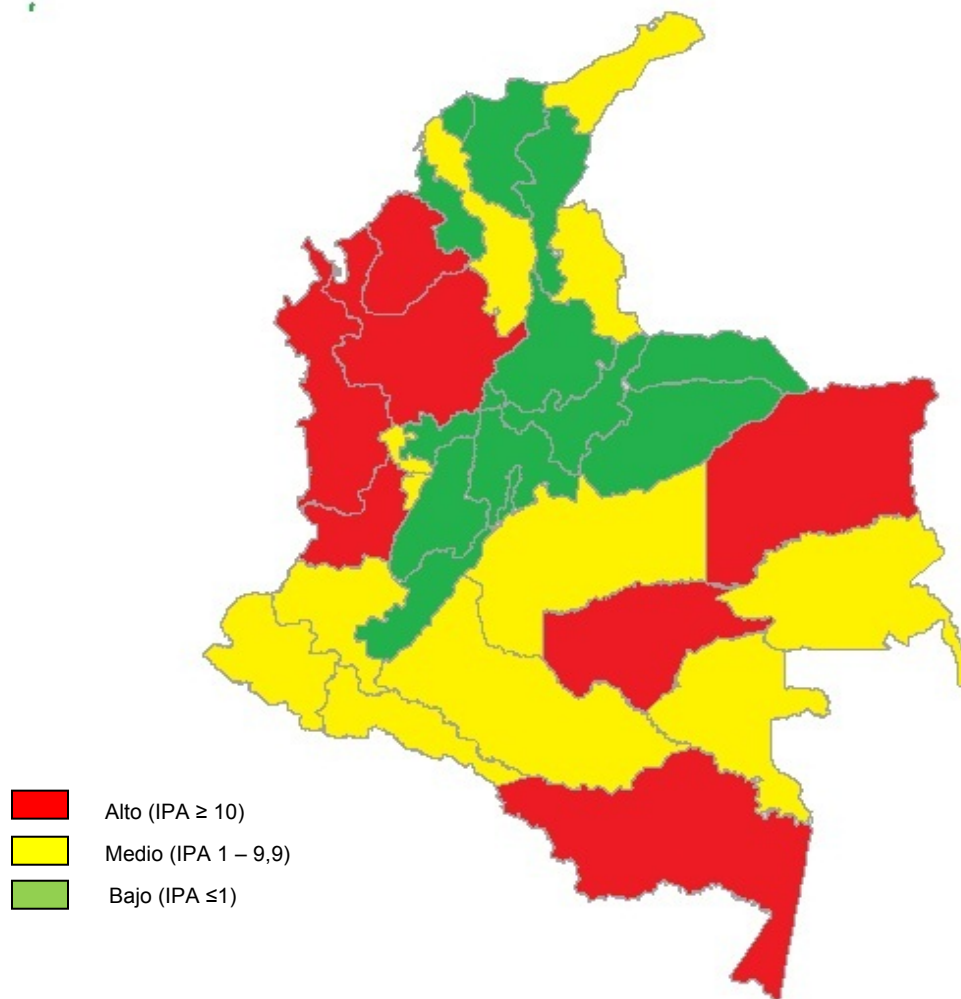 Alto (IPA ≥ 10)
Medio (IPA 1 – 9,9)
Bajo (IPA ≤1)